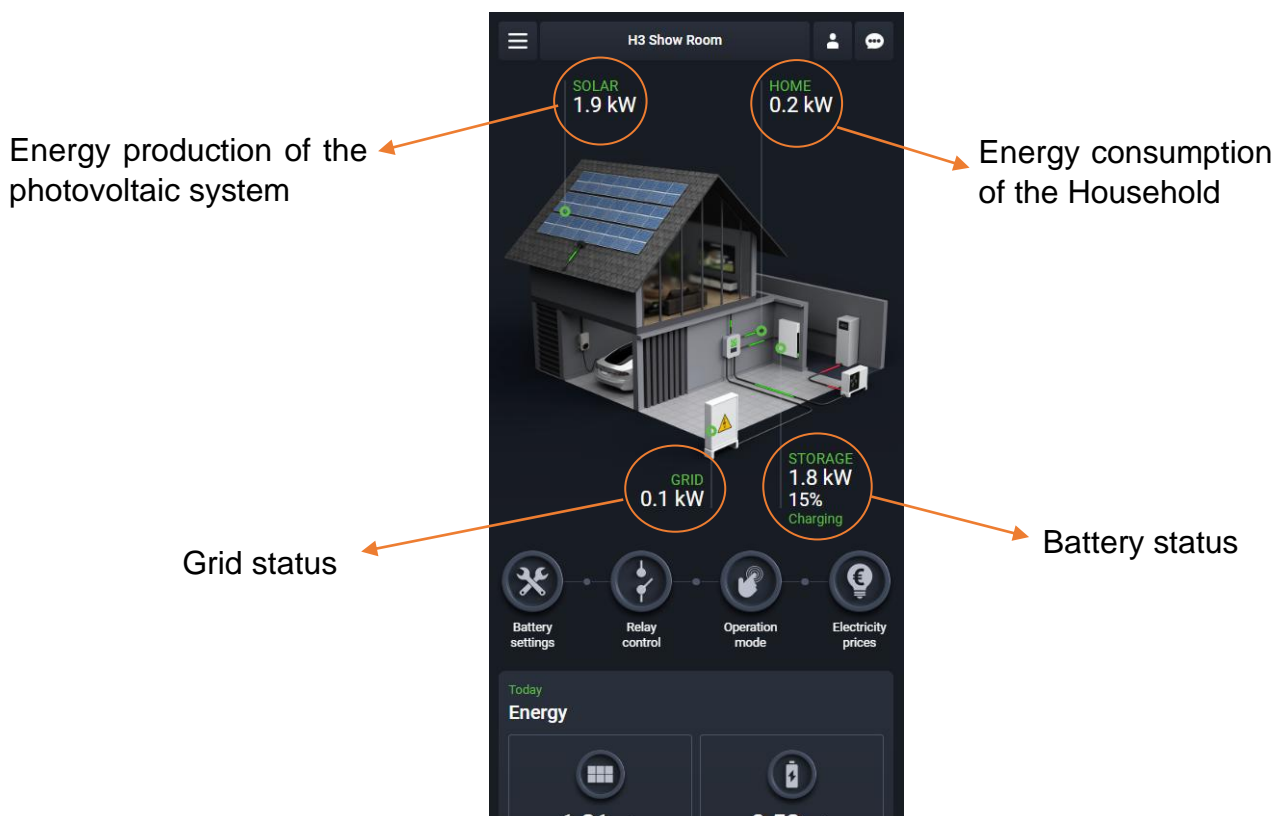 H3 Show Room
SOLAR
1.9 kW
HOME
0.2 kW
Energy production of the
photovoltaic system
Energy consumption
of the Household
GRID
0.1 kW
STORAGE
1.8 kW
15%
Charging
Grid status
Battery status
Battery
settings
Relay
control
Operation
mode
Electricity
prices
Today
Energy